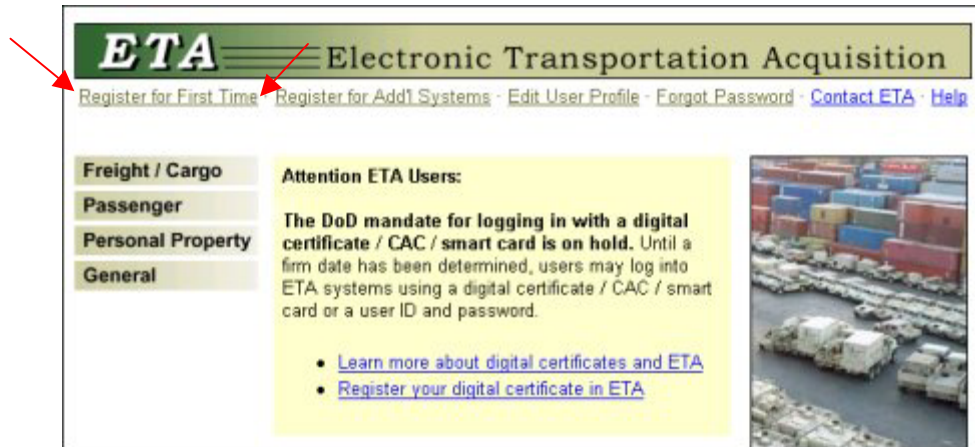 ETA Electronic Transportation Acquisition
Register for First Time - Register for Add'l Systems - Edit User Profile - Forgot Password - Contact ETA - Help
Freight / Cargo
Passenger
Personal Property
General
Attention ETA Users:
The DoD mandate for logging in with a digital
certificate / CAC / smart card is on hold. Until a
firm date has been determined, users may log into
ETA systems using a digital certificate / CAC / smart
card or a user ID and password.
• Learn more about digital certificates and ETA
• Register your digital certificate in ETA